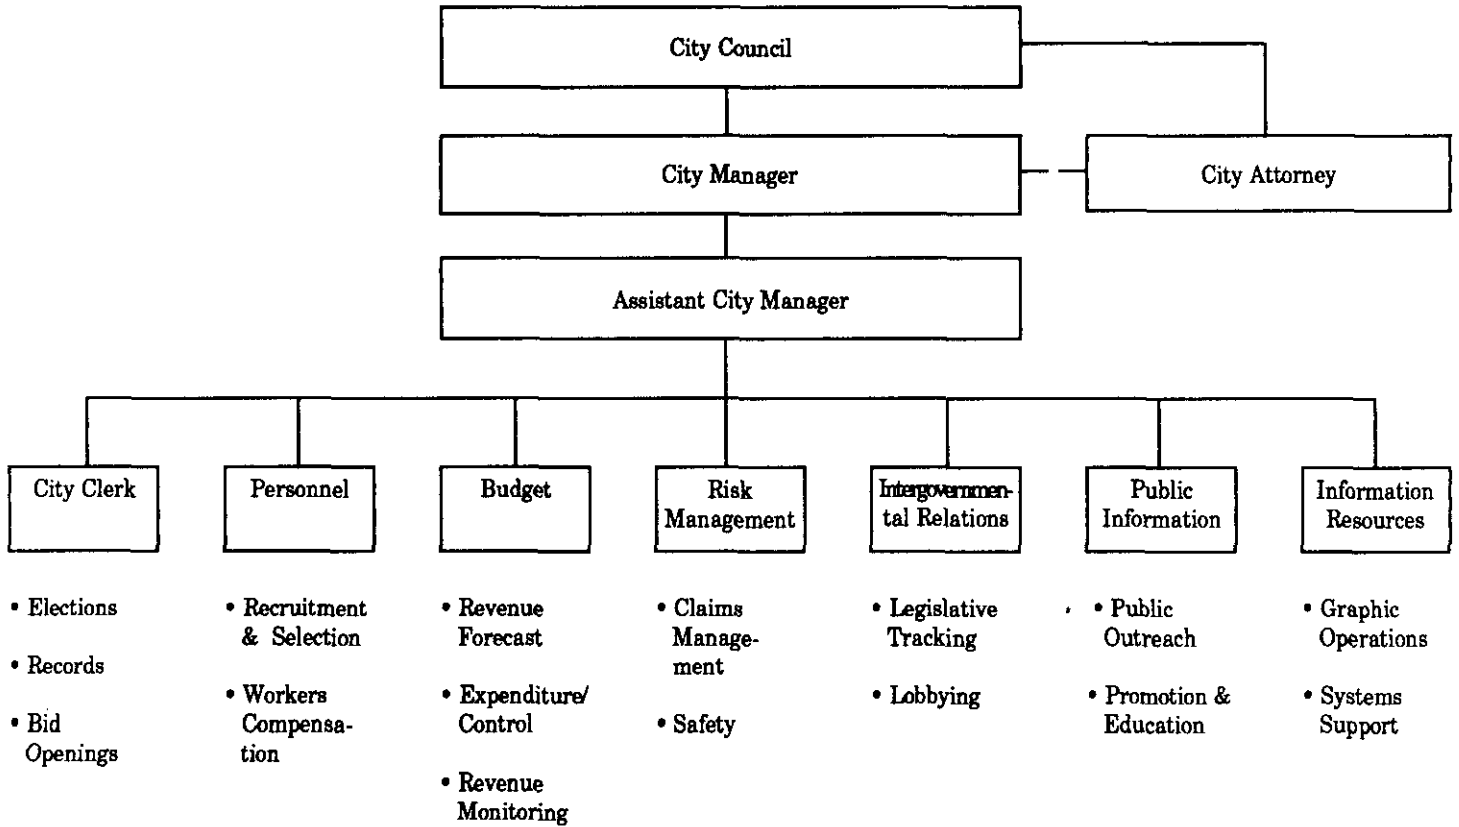 City Council
City Manager
City Attorney
Assistant City Manager
City Clerk
Personnel
Budget
Risk
Management
Intergovernmen-
tal Relations
Public
Information
Information
Resources
• Elections
• Records
• Bid
Openings
• Recruitment
& Selection
• Workers
Compensa-
tion
• Revenue
Forecast
• Expenditure/
Control
• Revenue
Monitoring
• Claims
Manage-
ment
• Safety
• Legislative
Tracking
• Lobbying
• Public
Outreach
• Promotion &
Education
• Graphic
Operations
• Systems
Support